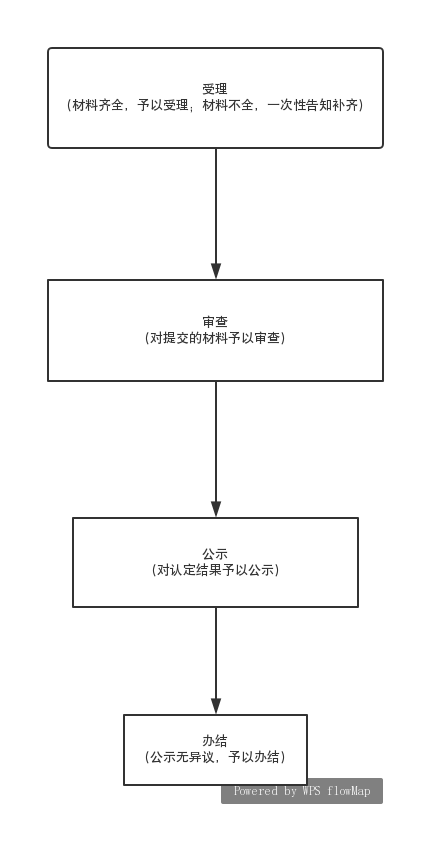 受理
（材料齐全，予以受理；材料不全，一次性告知补齐）
审查
（对提交的材料予以审查）
公示
（对认定结果予以公示）
办结
（公示无异议，予以办结）
Powered by WPS flowMap